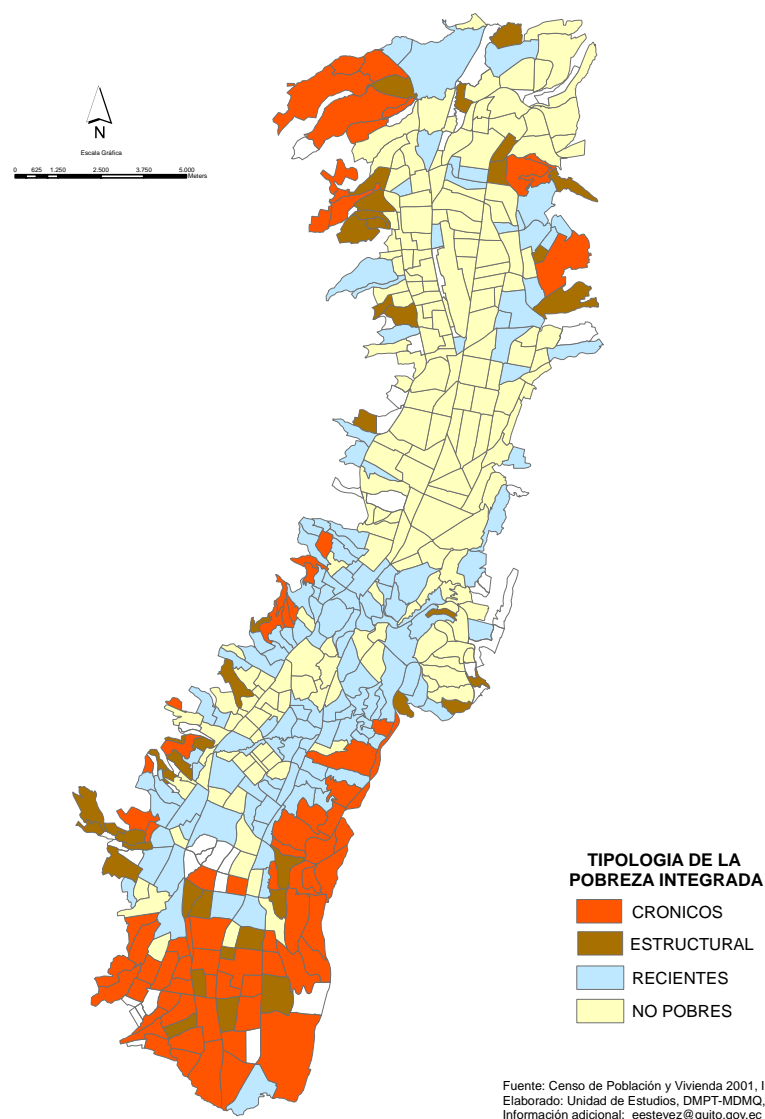 N
Escala Gráfica
0 625 1.250 2.500 3.750 5.000
Meters
TIPOLOGIA DE LA
POBREZA INTEGRADA
CRONICOS
ESTRUCTURAL
RECIENTES
NO POBRES
Fuente: Censo de Población y Vivienda 2001, I
Elaborado: Unidad de Estudios, DMPT-MDMQ,
Información adicional: eestevez@quito.gov.ec